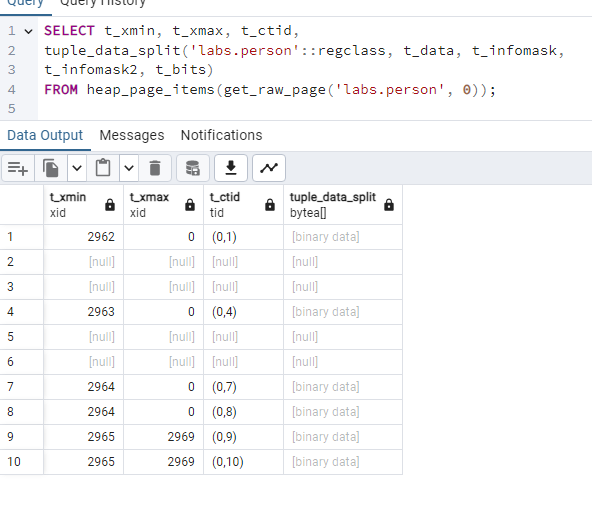 Query Query History
1 SELECT t_xmin, t_xmax, t_ctid,
2 tuple_data_split('labs.person'::regclass, t_data, t_infomask,
3 t_infomask2, t_bits)
4 FROM heap_page_items(get_raw_page('labs.person', 0));
5
Data Output Messages Notifications
t_xmin t_xmax t_ctid tuple_data_split
xid xid tid bytea[]
1 2962 0 (0,1) [binary data]
2 [null] [null] [null] [null]
3 [null] [null] [null] [null]
4 2963 0 (0,4) [binary data]
5 [null] [null] [null] [null]
6 [null] [null] [null] [null]
7 2964 0 (0,7) [binary data]
8 2964 0 (0,8) [binary data]
9 2965 2969 (0,9) [binary data]
10 2965 2969 (0,10) [binary data]